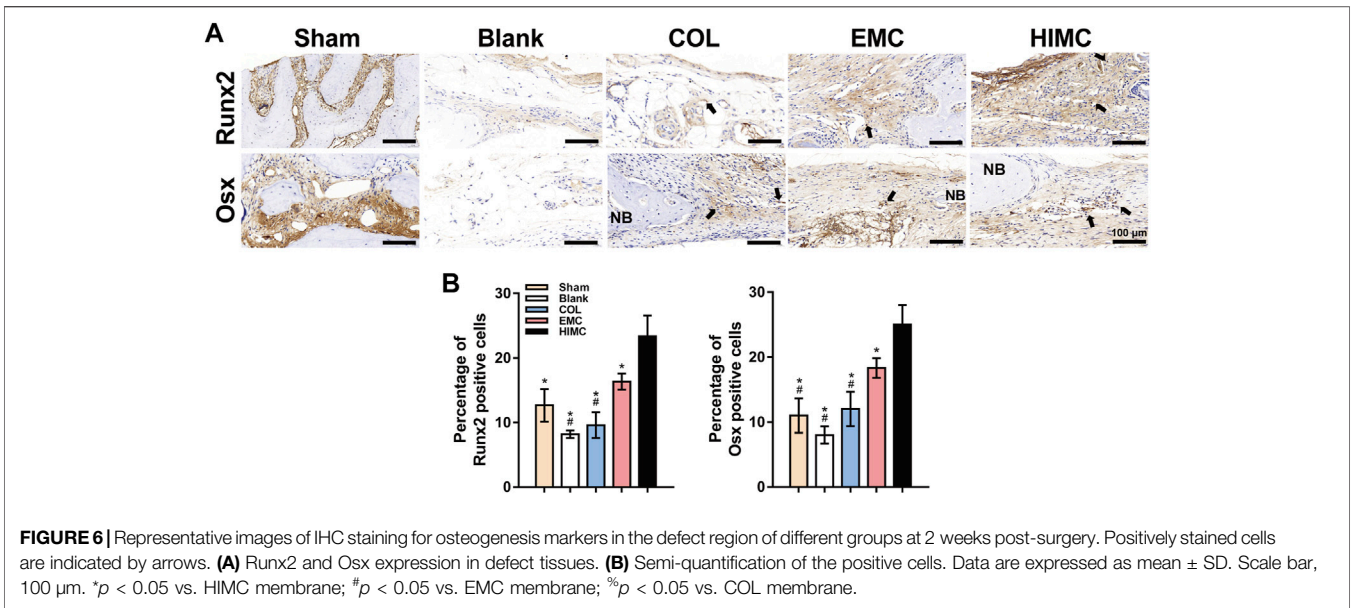 A
Sham Blank COL EMC HIMC
Runx2
Osx
NB
NB
NB
100 μm
B
Sham
Blank
COL
EMC
HIMC
Percentage of
Runx2 positive cells
30
20
10
0
*
*
#
*
#
*
Percentage of
Osx positive cells
30
20
10
0
*
#
*
#
*
#
*
FIGURE 6 | Representative images of IHC staining for osteogenesis markers in the defect region of different groups at 2 weeks post-surgery. Positively stained cells
are indicated by arrows. (A) Runx2 and Osx expression in defect tissues. (B) Semi-quantification of the positive cells. Data are expressed as mean ± SD. Scale bar,
100 μm. *p < 0.05 vs. HIMC membrane; #p < 0.05 vs. EMC membrane; %p < 0.05 vs. COL membrane.